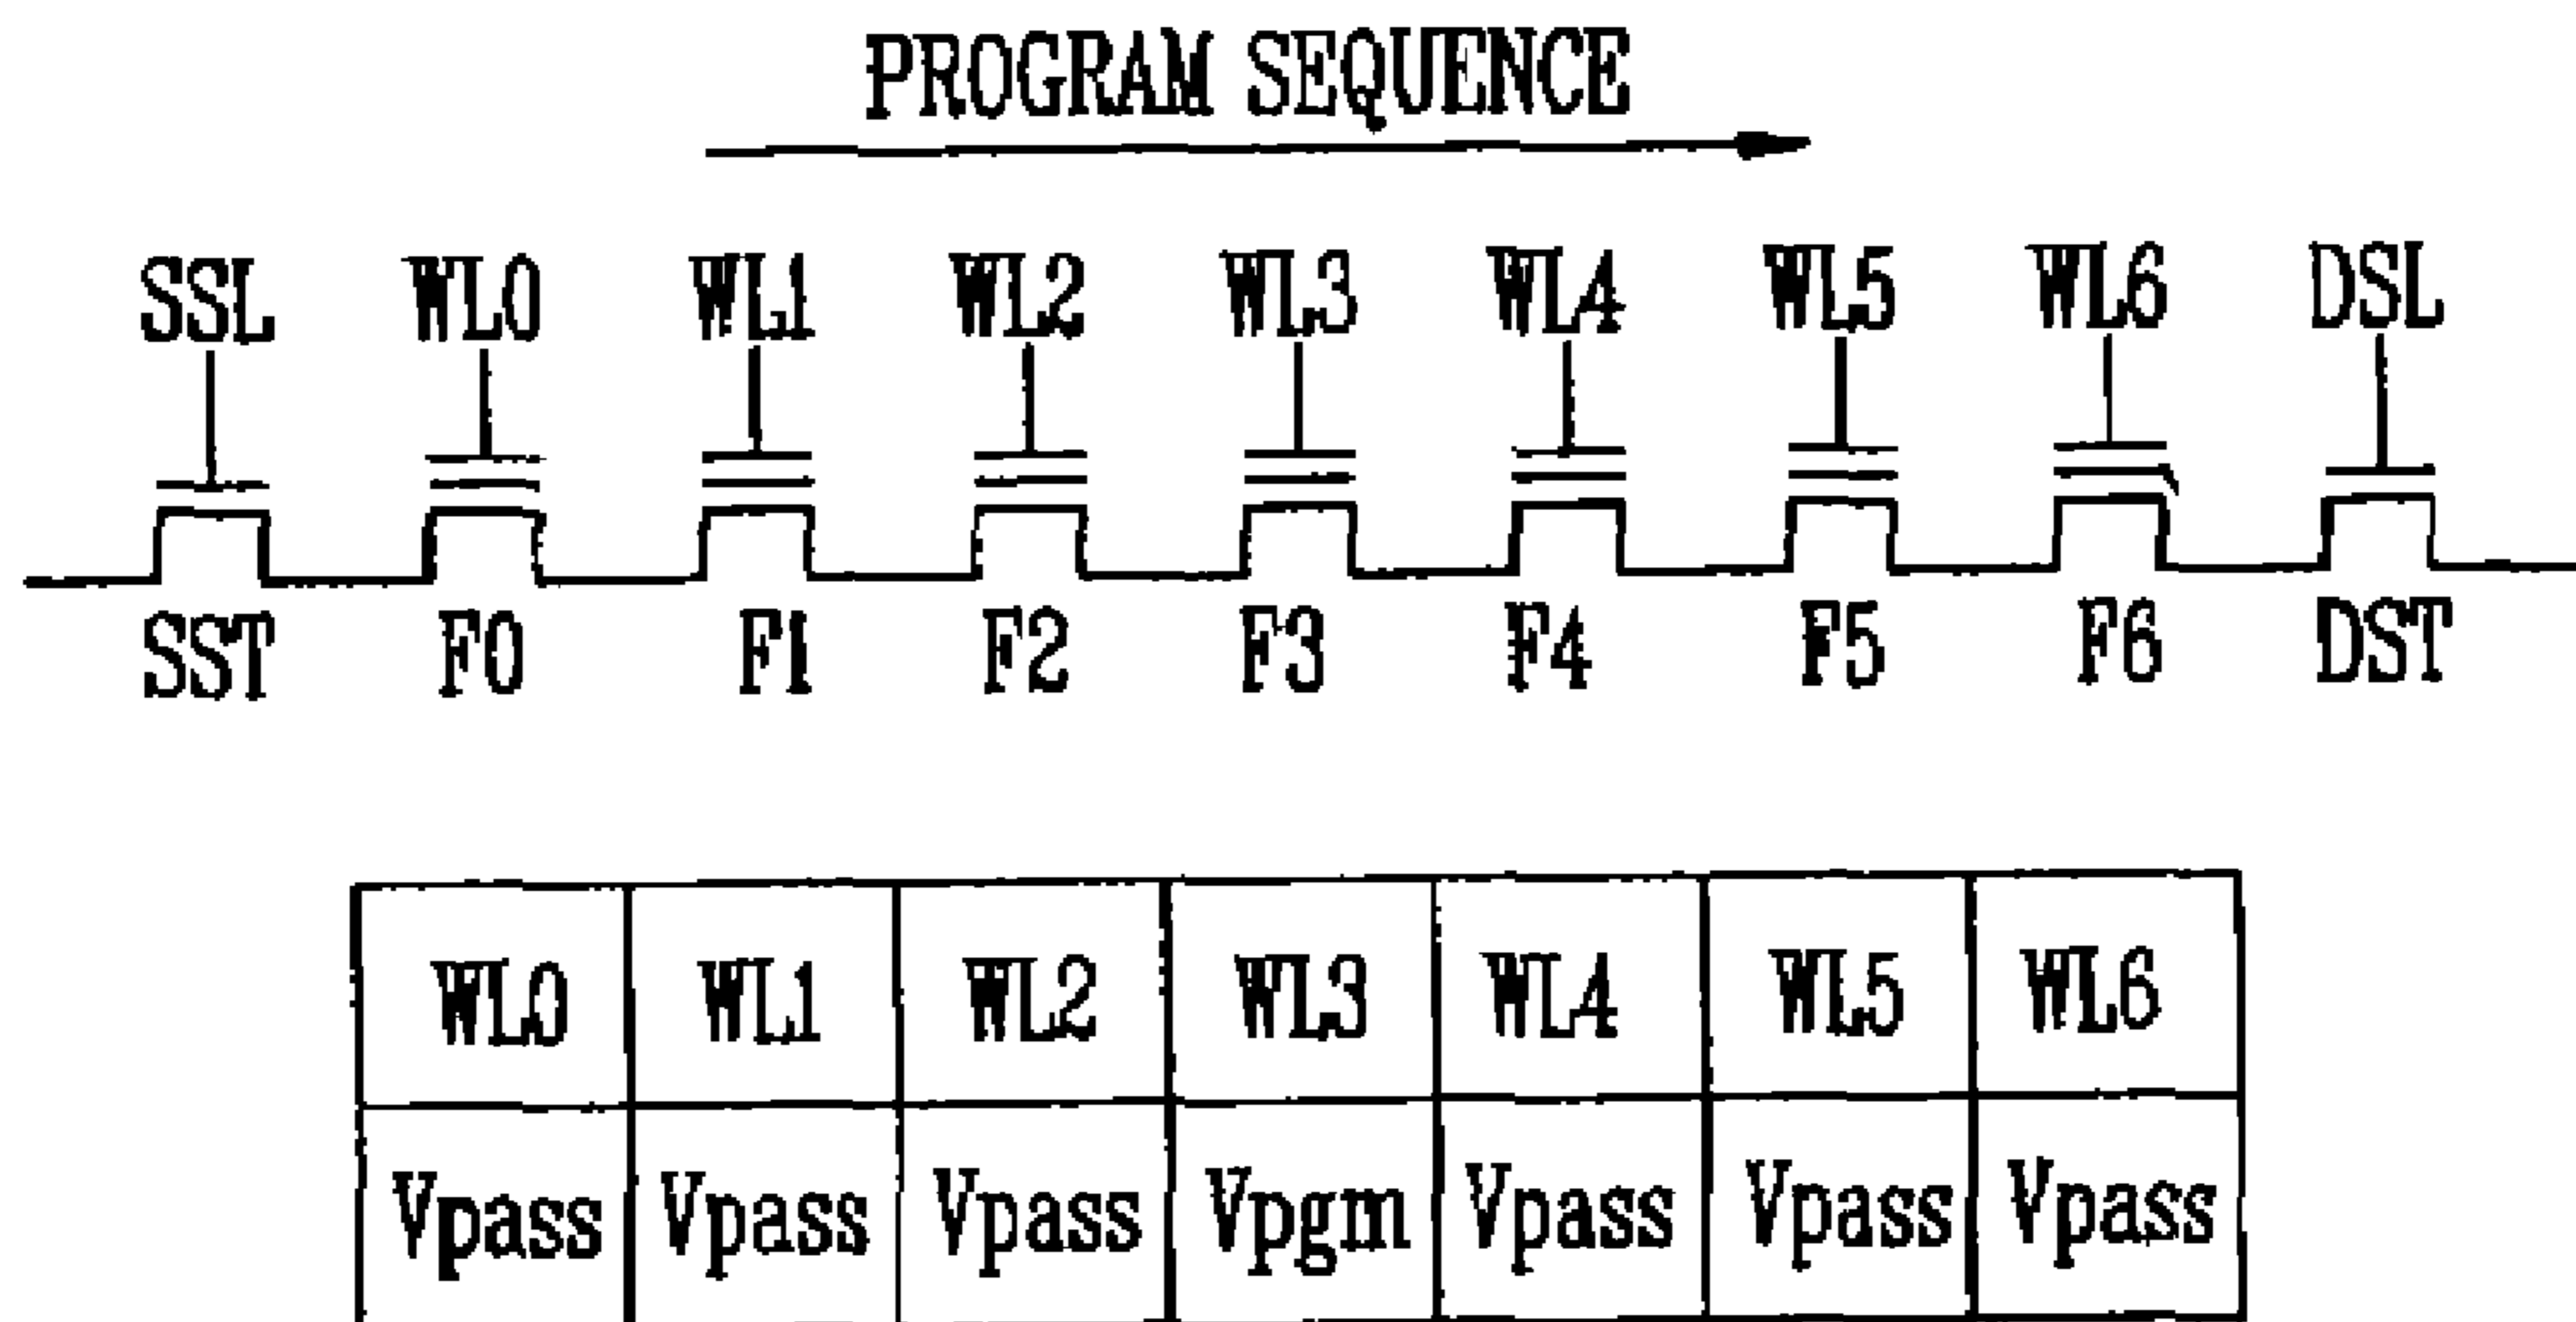 PROGRAM SEQUENCE
SSL WL0 WL1 WL2 WL3 WL4 WL5 WL6 DSL
SST F0 F1 F2 F3 F4 F5 F6 DST
WL0 WL1 WL2 WL3 WL4 WL5 WL6
Vpass Vpass Vpass Vpgm Vpass Vpass Vpass